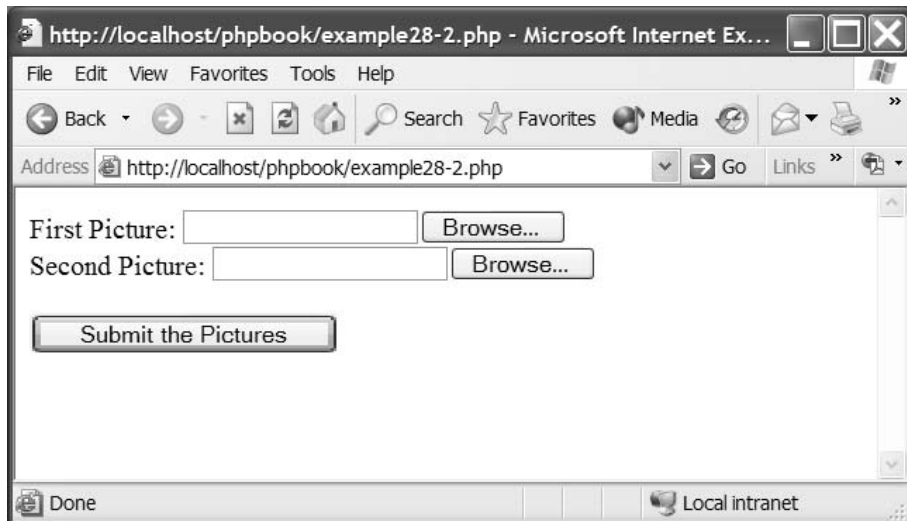 http://localhost/phpbook/example28-2.php - Microsoft Internet Ex...
File Edit View Favorites Tools Help
Back Search Favorites Media »
Address http://localhost/phpbook/example28-2.php Go Links »
First Picture: Browse...
Second Picture: Browse...
Submit the Pictures
Done Local intranet